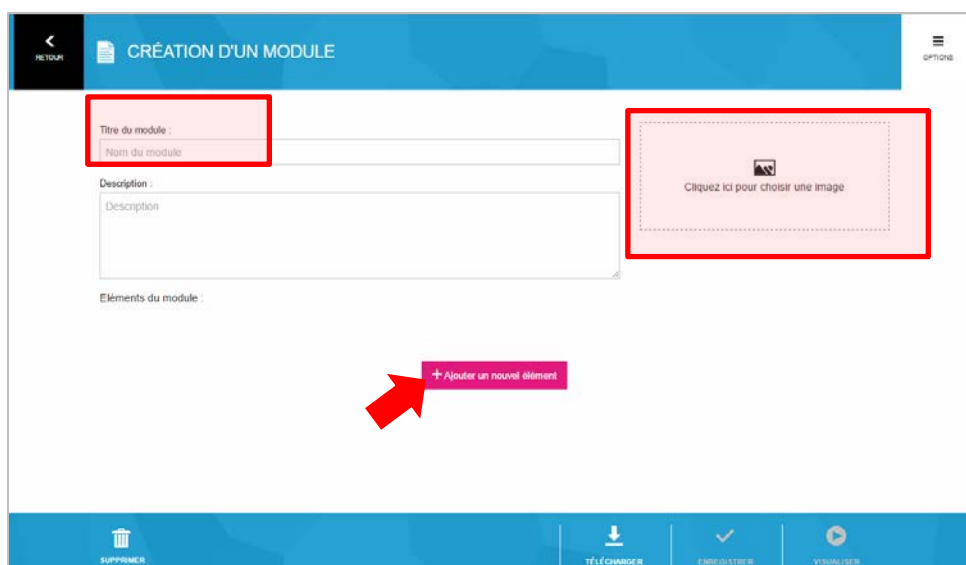 RETOUR
CRÉATION D'UN MODULE
OPTIONS
Titre du module :
Nom du module
Cliquez ici pour choisir une image
Description :
Description
Eléments du module :
+ Ajouter un nouvel élément
SUPPRIMER
TÉLÉCHARGER
ENREGISTRER
VISUALISER